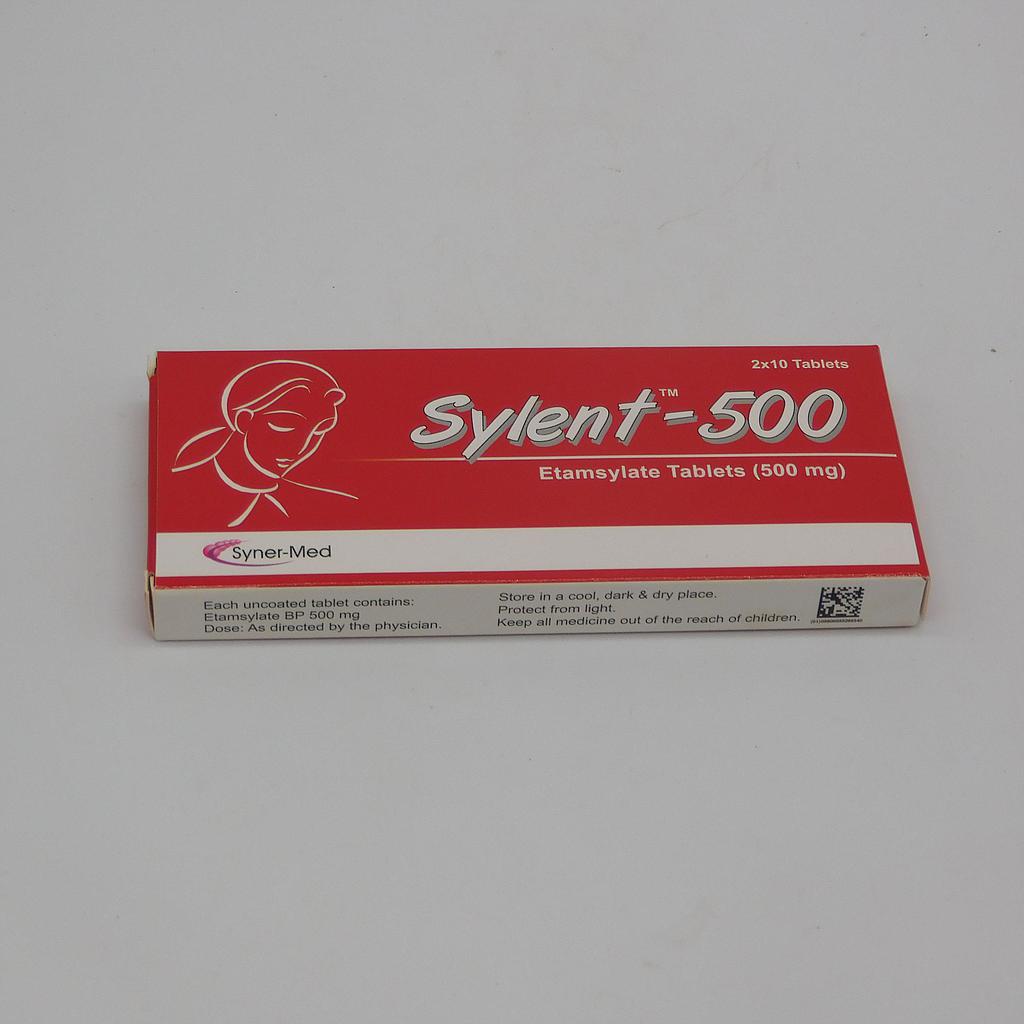 2x10 Tablets
Sylent™-500
Etamsylate Tablets (500 mg)
Syner-Med
Each uncoated tablet contains:
Etamsylate BP 500 mg
Dose: As directed by the physician.
Store in a cool, dark & dry place.
Protect from light.
Keep all medicine out of the reach of children.